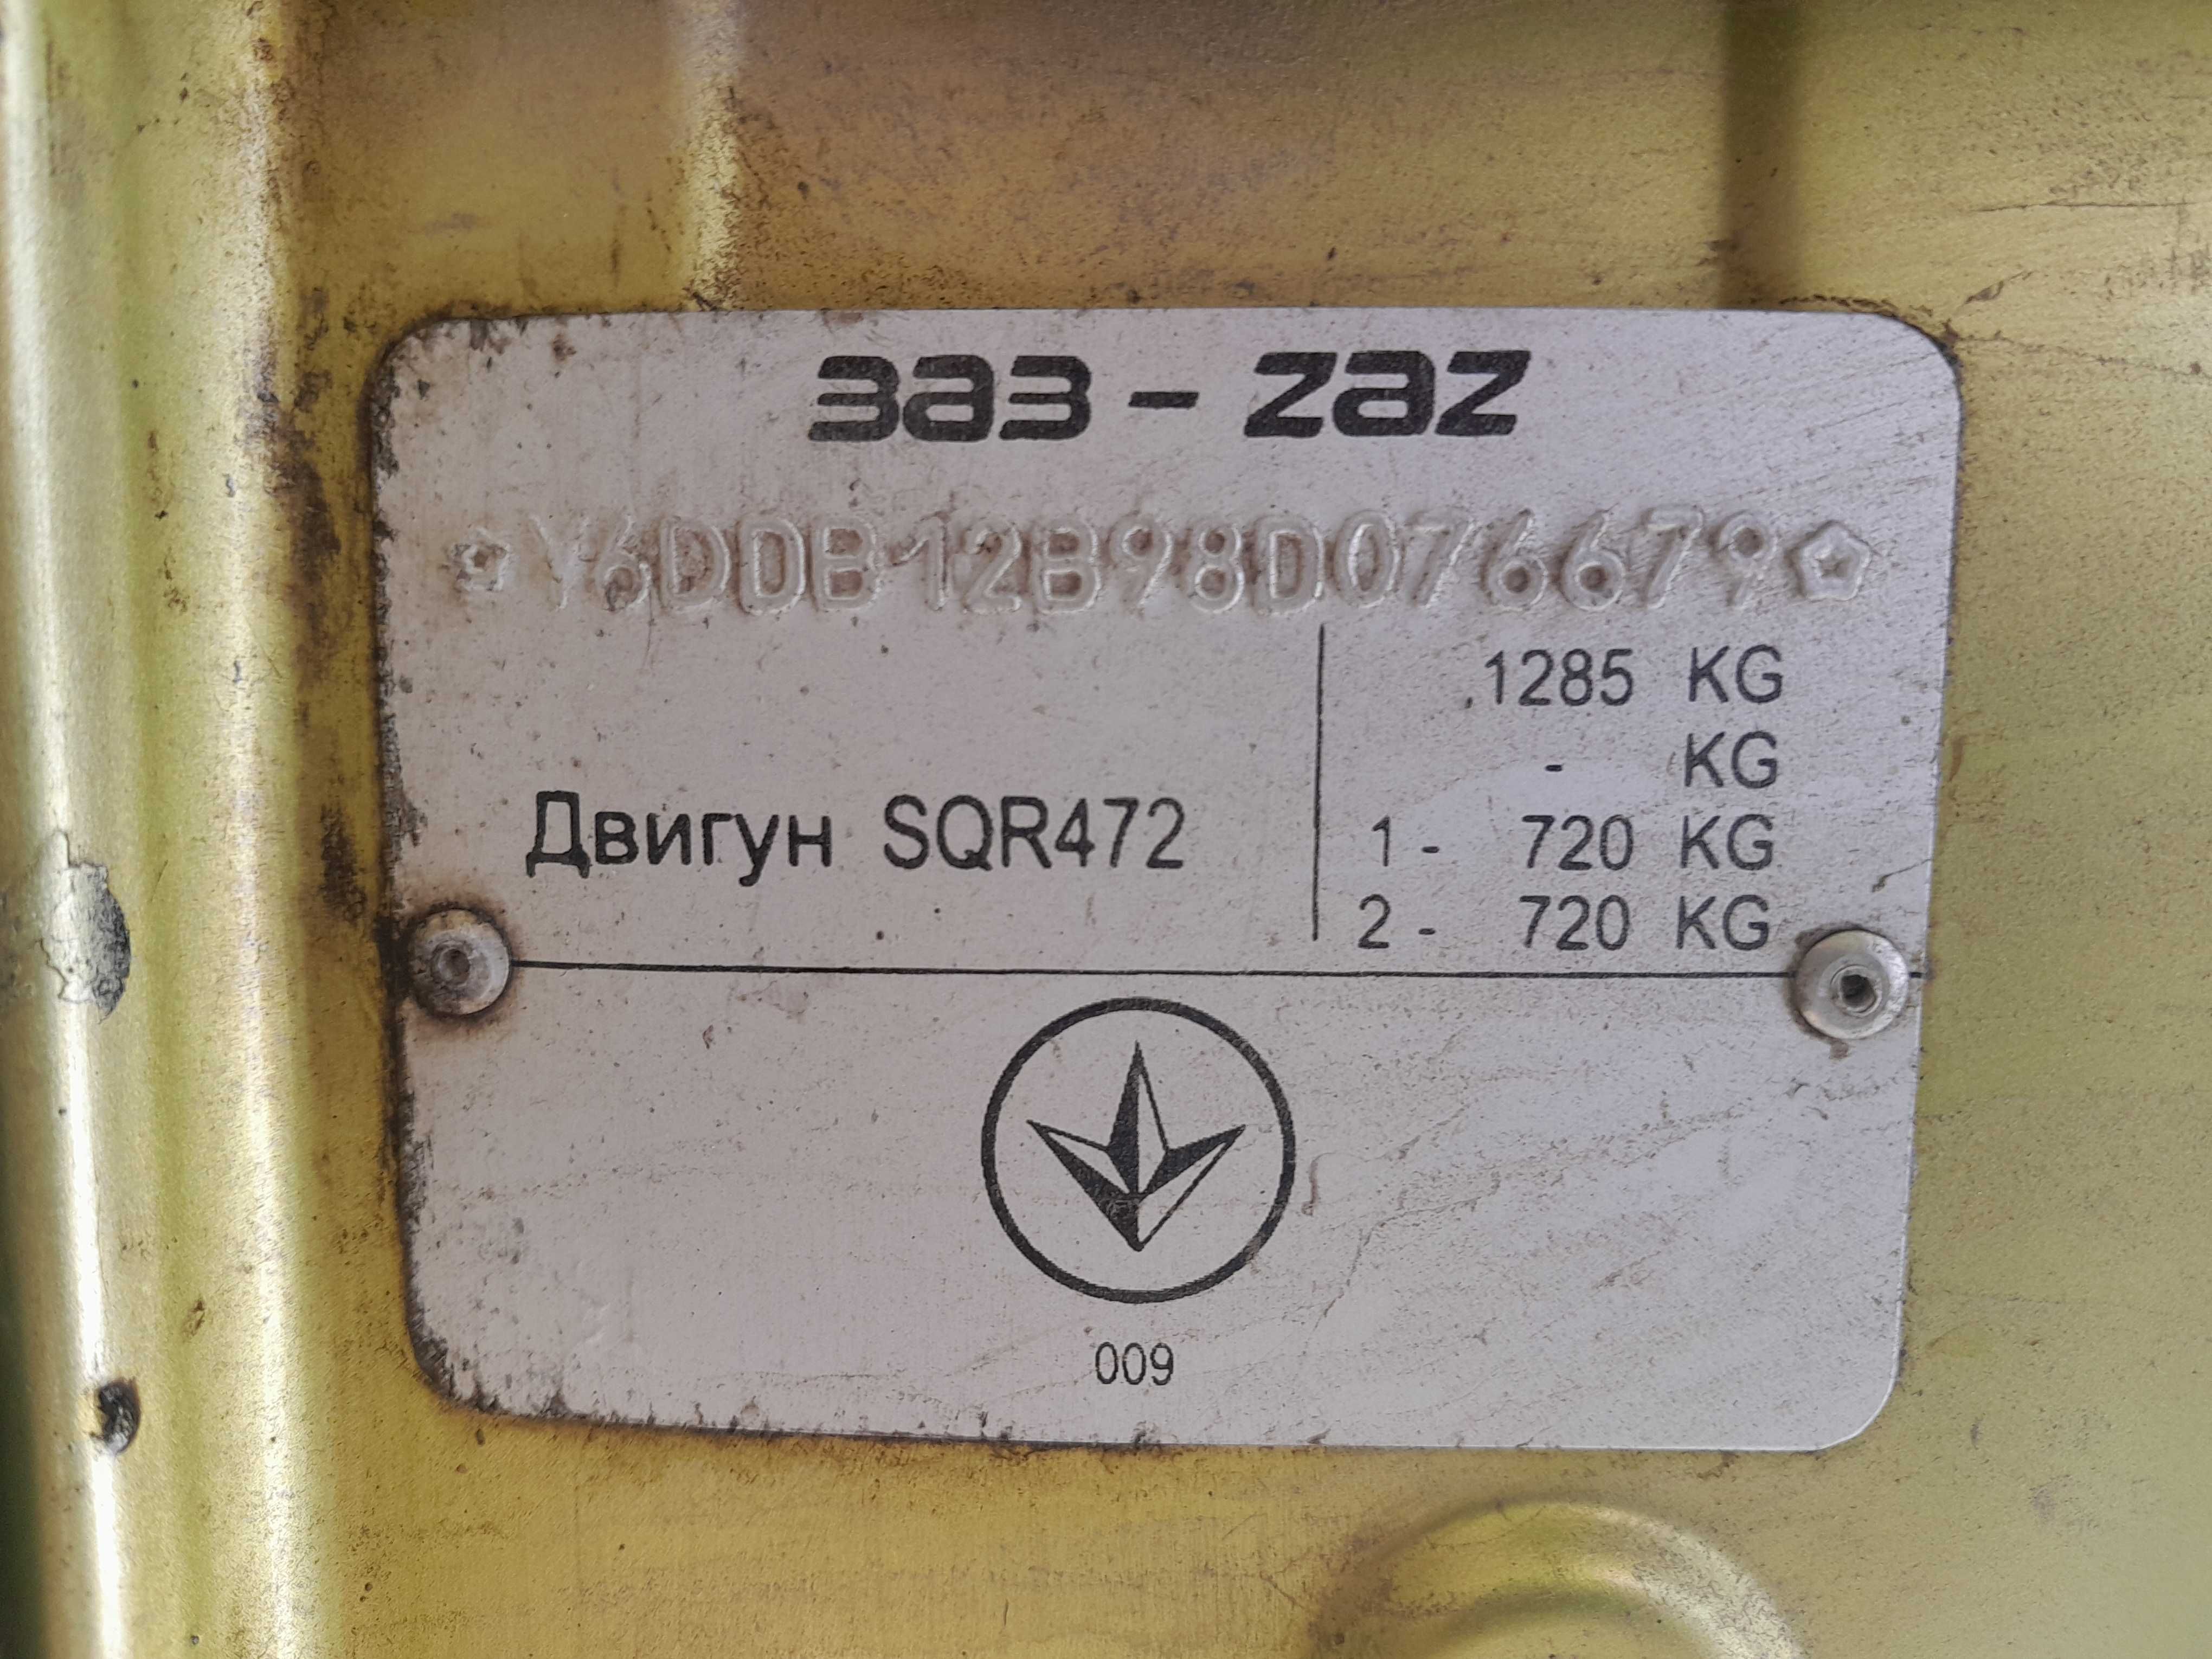 ЗАЗ - ZAZ
Y6DDB12B98D076679
1285 KG
- KG
Двигун SQR472
1 - 720 KG
2 - 720 KG
009